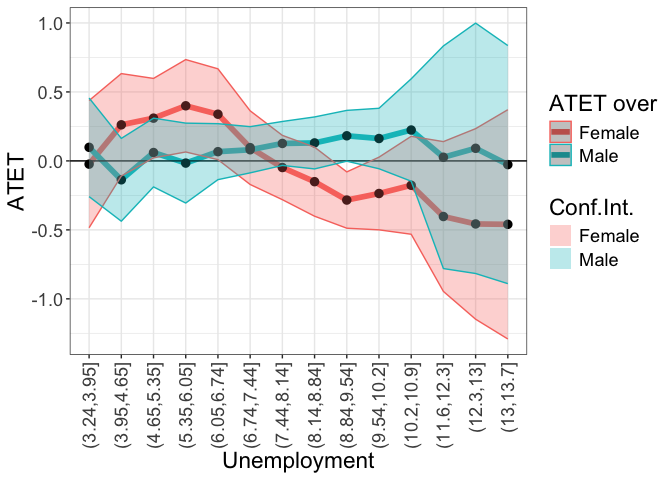 1.0
0.5
0.0
-0.5
-1.0
ATET
(3.24,3.95]
(3.95,4.65]
(4.65,5.35]
(5.35,6.05]
(6.05,6.74]
(6.74,7.44]
(7.44,8.14]
(8.14,8.84]
(8.84,9.54]
(9.54,10.2]
(10.2,10.9]
(11.6,12.3]
(12.3,13]
(13,13.7]
Unemployment
ATET over
Female
Male
Conf.Int.
Female
Male